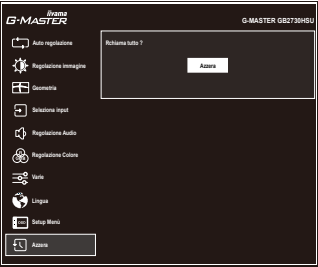 iiyama
G-MASTER
G-MASTER GB2730HSU
Auto regolazione
Rchiama tutto ?
Azzera
Regolazione immagine
Geometria
Seleziona input
Regolazione Audio
Regolazione Colore
Varie
Lingua
OSD
Setup Menù
Azzera